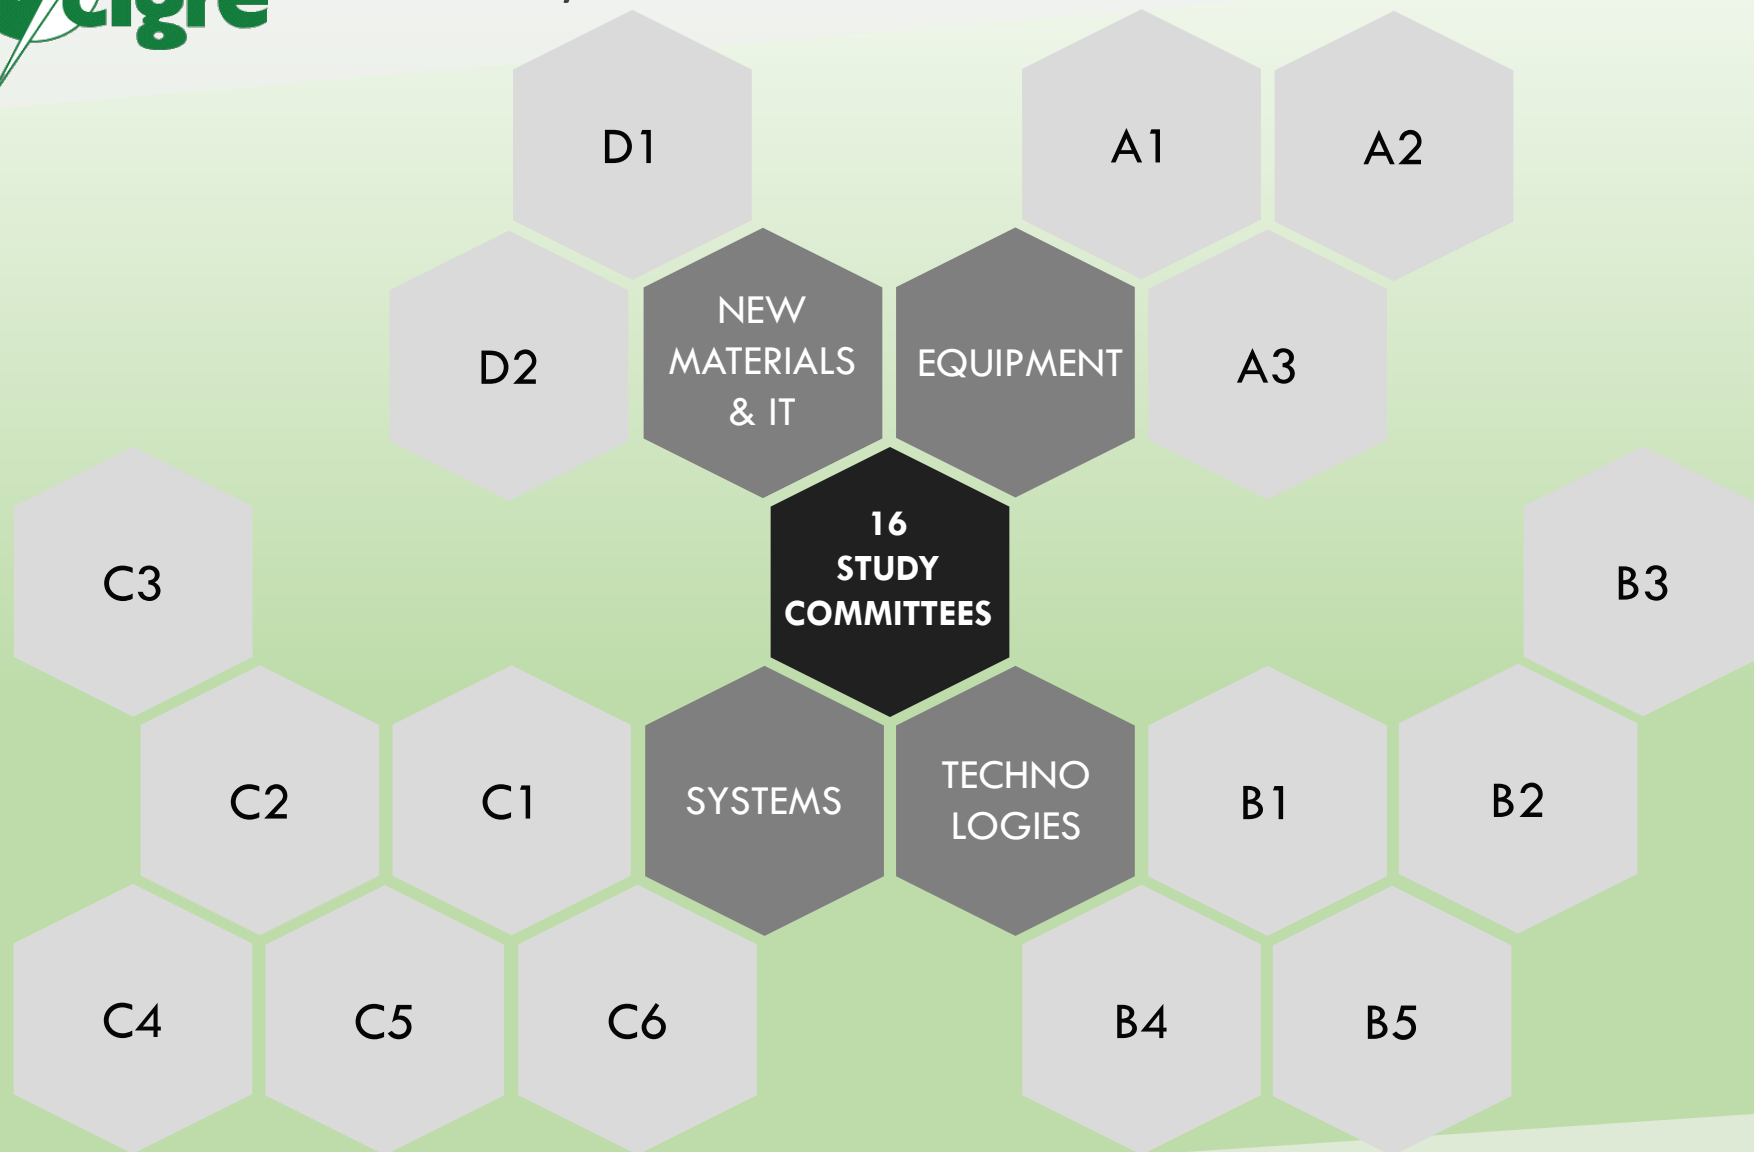 cigre
D1
A1
A2
NEW
MATERIALS
& IT
EQUIPMENT
D2
A3
16
STUDY
COMMITTEES
C3
B3
C2
C1
SYSTEMS
TECHNO
LOGIES
B1
B2
C4
C5
C6
B4
B5